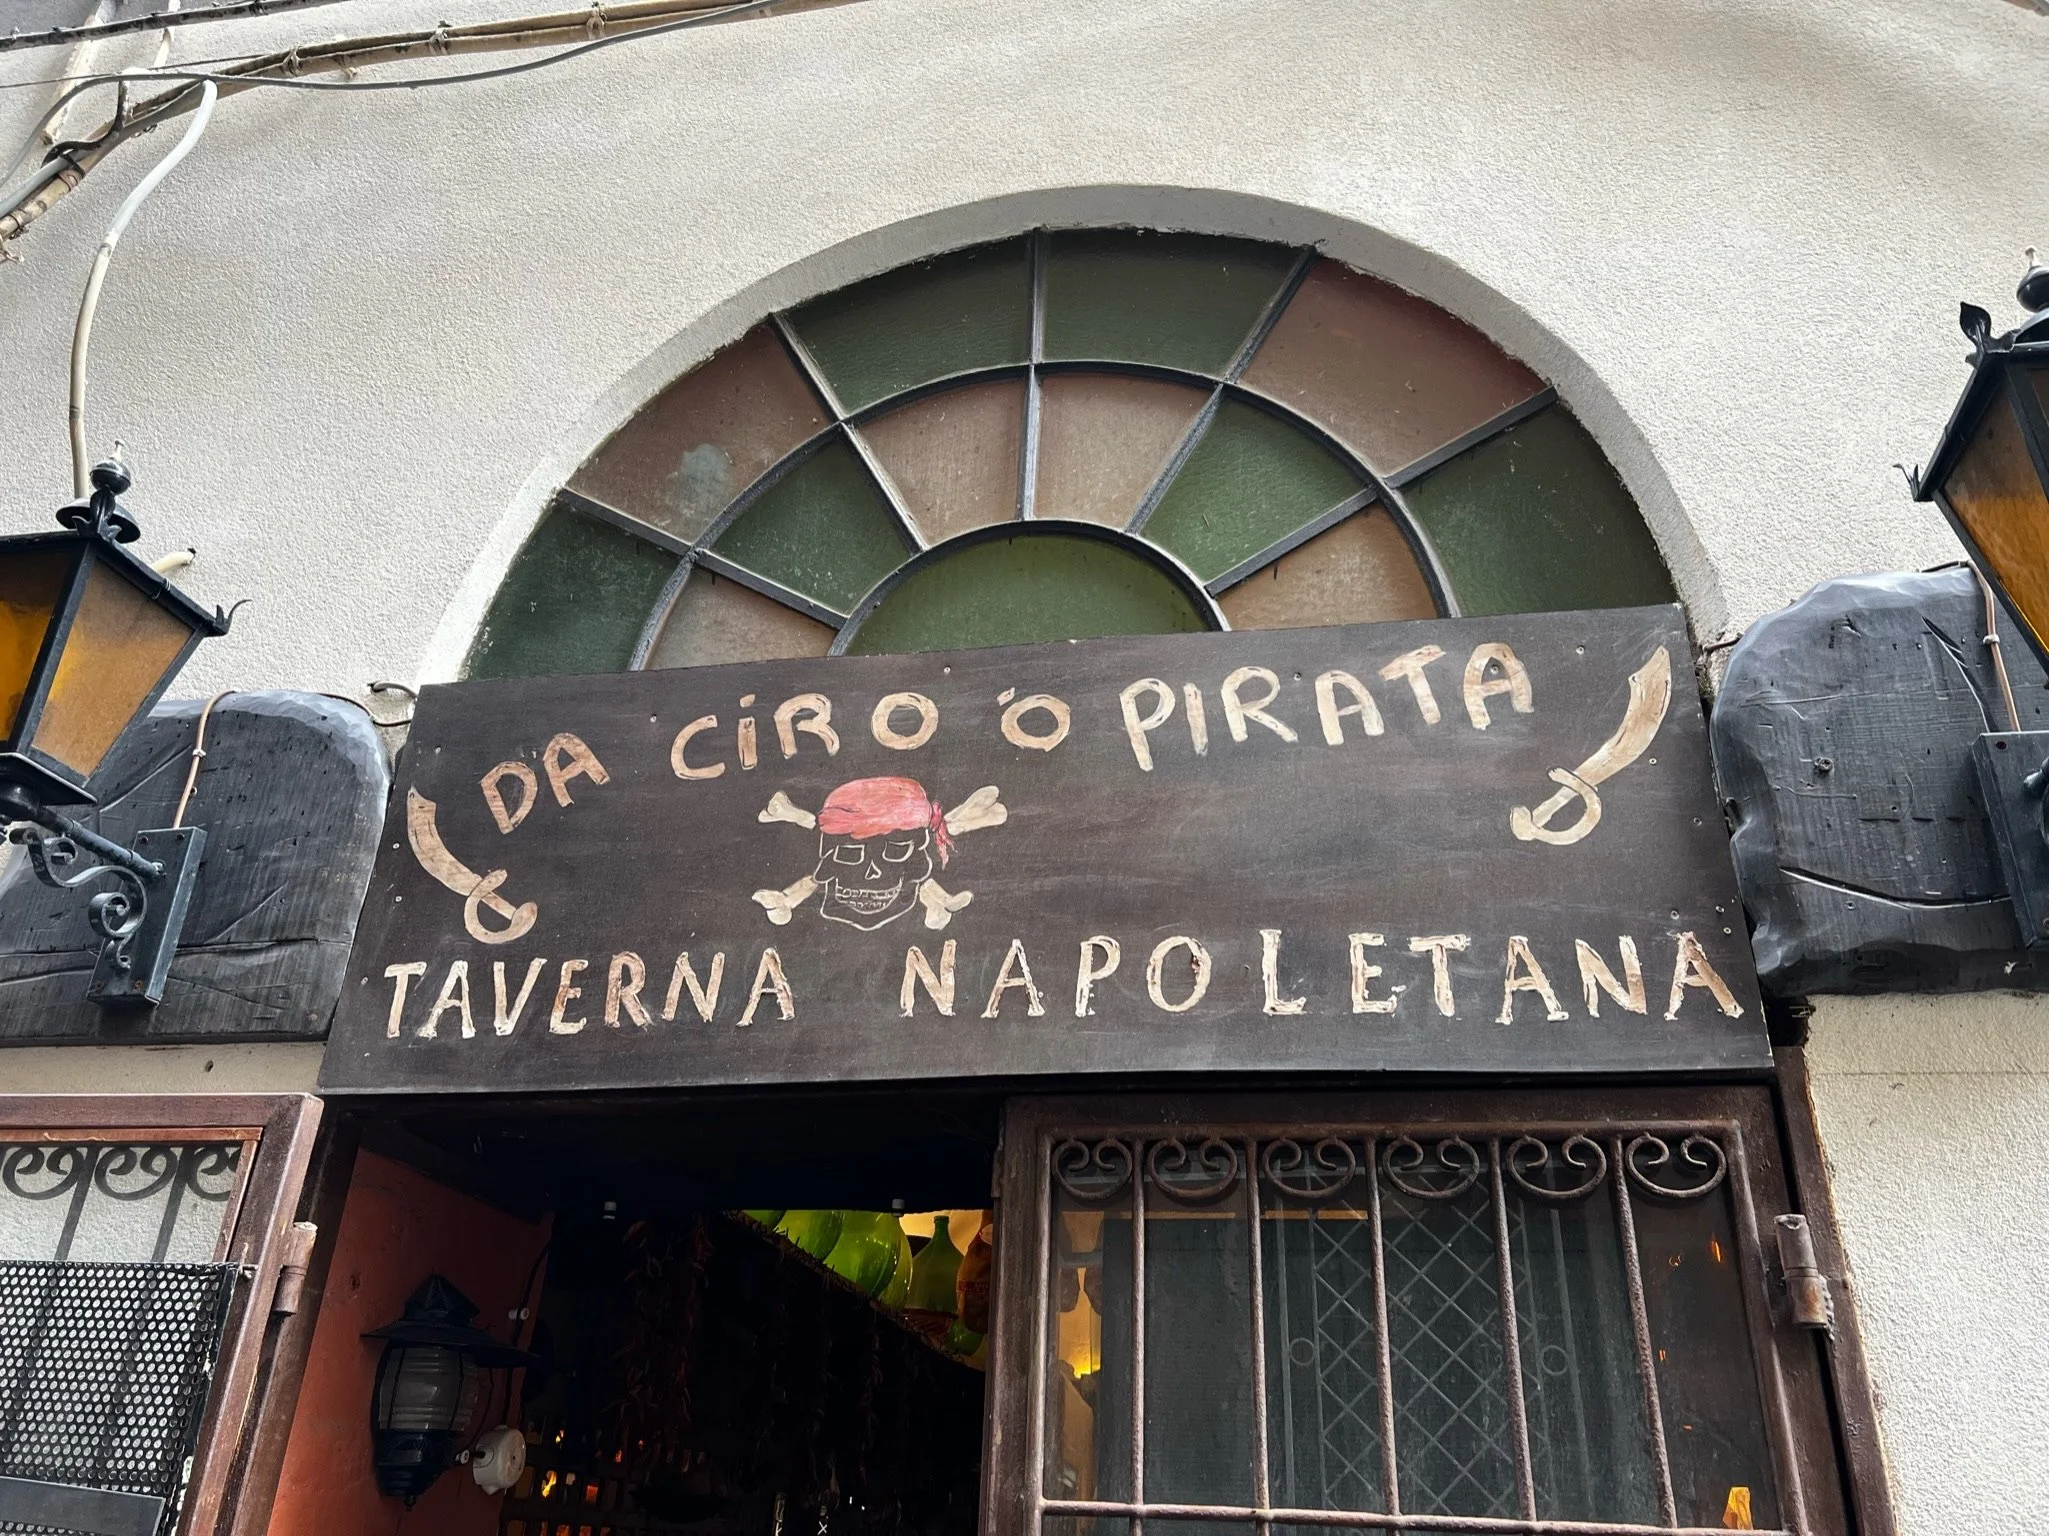 DA CiRO Ó PIRATA
TAVERNA NAPOLETANA